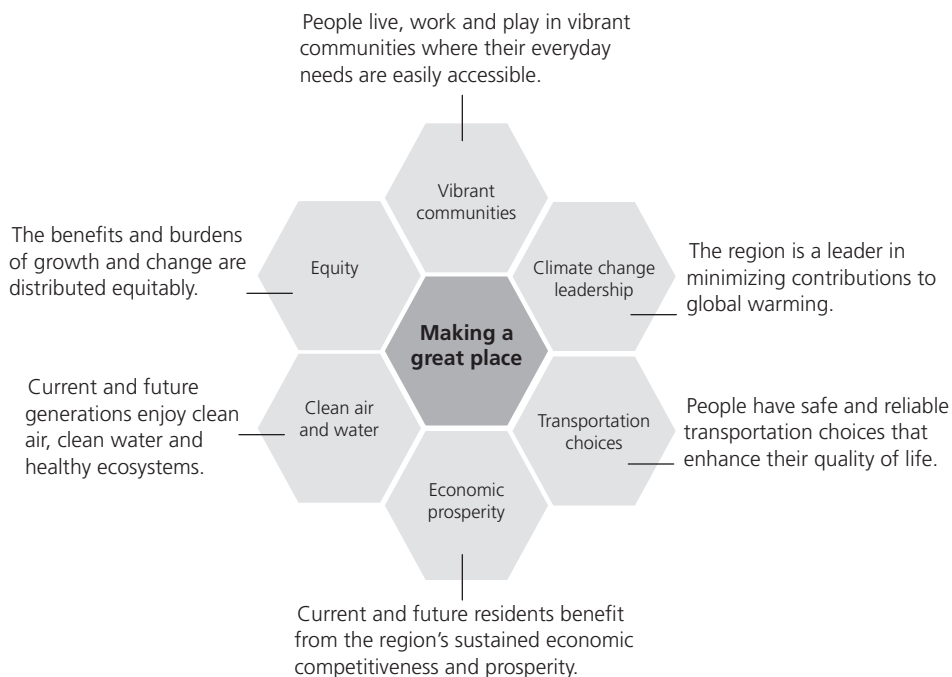 People live, work and play in vibrant
communities where their everyday
needs are easily accessible.
Vibrant
communities
The benefits and burdens
of growth and change are
distributed equitably.
Equity
Climate change
leadership
The region is a leader in
minimizing contributions to
global warming.
Making a
great place
Current and future
generations enjoy clean
air, clean water and
healthy ecosystems.
Clean air
and water
Transportation
choices
People have safe and reliable
transportation choices that
enhance their quality of life.
Economic
prosperity
Current and future residents benefit
from the region’s sustained economic
competitiveness and prosperity.